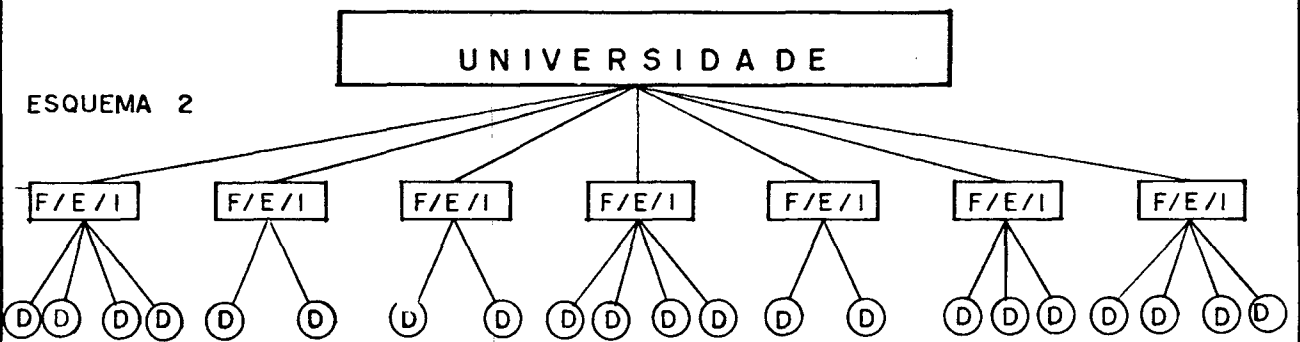 UNIVERSIDADE
ESQUEMA 2
F/E/I F/E/I F/E/I F/E/I F/E/I F/E/I F/E/I
D D D D D D D D D D D D D D D D D D D D D